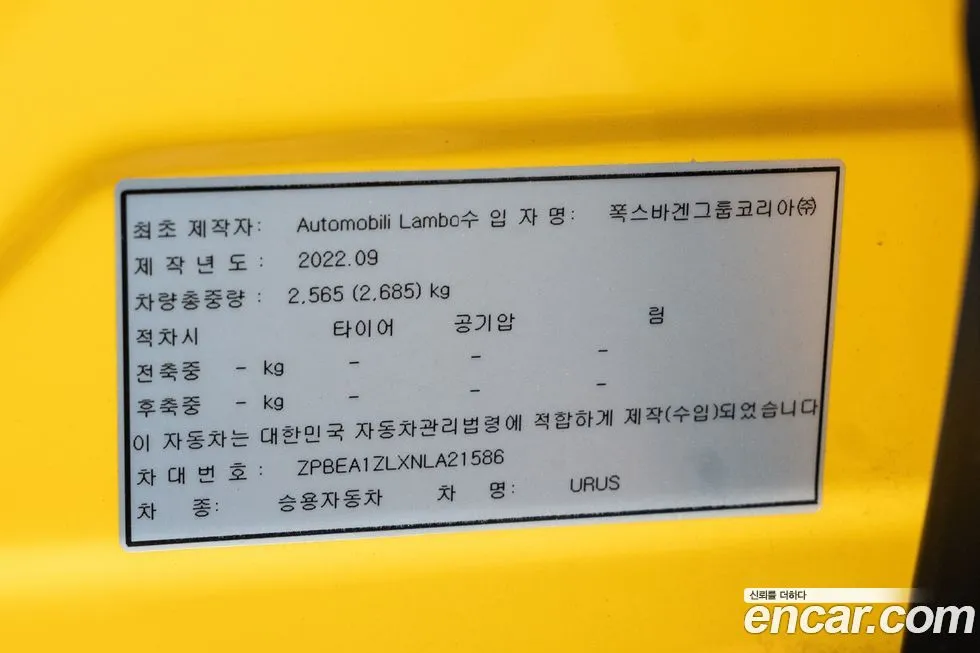 최초 제작자: Automobili Lambo수 입 자 명: 폭스바겐그룹코리아㈜
제 작 년 도 : 2022.09
차량총중량 : 2,565 (2,685) kg
적차시 타이어 공기압 림
전축중 - kg - - -
후축중 - kg - - -
이 자동차는 대한민국 자동차관리법령에 적합하게 제작(수입)되었습니다
차 대 번 호 : ZPBEA1ZLXNLA21586
차 종: 승용자동차 차 명: URUS
신뢰를 더하다
encar.com